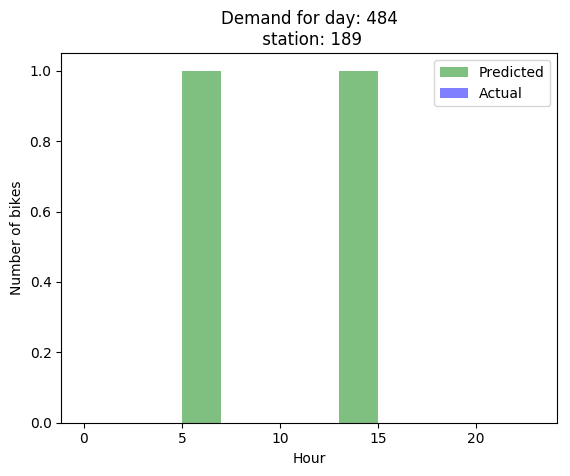 Demand for day: 484
station: 189
Predicted
Actual
Number of bikes
1.0
0.8
0.6
0.4
0.2
0.0
0 5 10 15 20
Hour